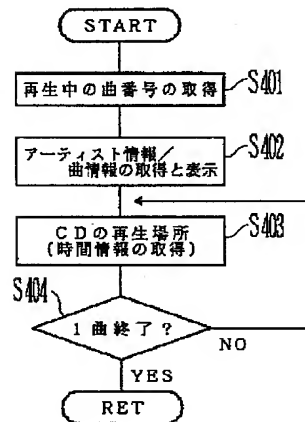 START
再生中の曲番号の取得
S401
アーティスト情報／
曲情報の取得と表示
S402
CDの再生場所
(時間情報の取得)
S403
S404
1曲終了?
NO
YES
RET